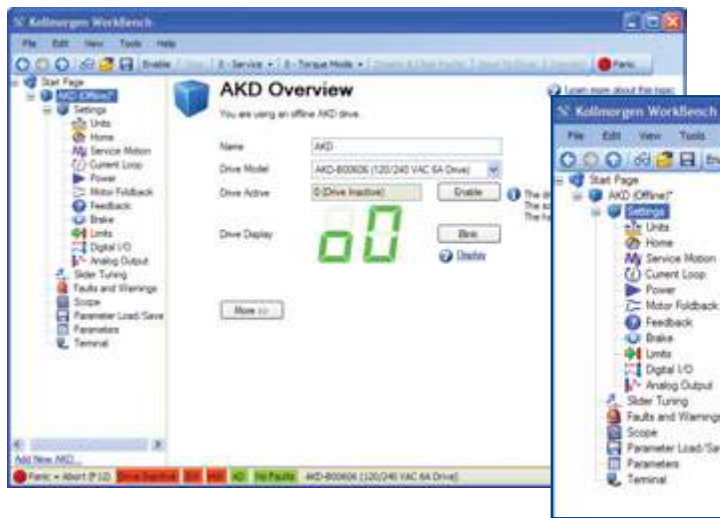 Kollmorgen WorkBench
File Edit View Tools Help
Enable 2 - Service 0 - Torque Mode Panic
Start Page
AKD (Offline)*
Settings
Units
Home
Service Motion
Current Loop
Power
Motor Foldback
Feedback
Brake
Limits
Digital I/O
Analog Output
Slider Tuning
Faults and Warnings
Scope
Parameter Load/Save
Parameters
Terminal
Add New AKD...
AKD Overview
Learn more about this topic
You are using an offline AKD drive.
Name AKD
Drive Model AKD-B00606 (120/240 VAC 6A Drive)
Drive Active 0 (Drive Inactive) Enable
The
The
Drive Display o0 Blink
Display
More >>
Panic - Abort (F12) Drive Inactive SW HW No Faults AKD-B00606 (120/240 VAC 6A Drive)
Kollmorgen WorkBench
File Edit View Tools
Start Page
AKD (Offline)*
Settings
Units
Home
Service Motion
Current Loop
Power
Motor Foldback
Feedback
Brake
Limits
Digital I/O
Analog Output
Slider Tuning
Faults and Warnings
Scope
Parameter Load/Sav
Parameters
Terminal